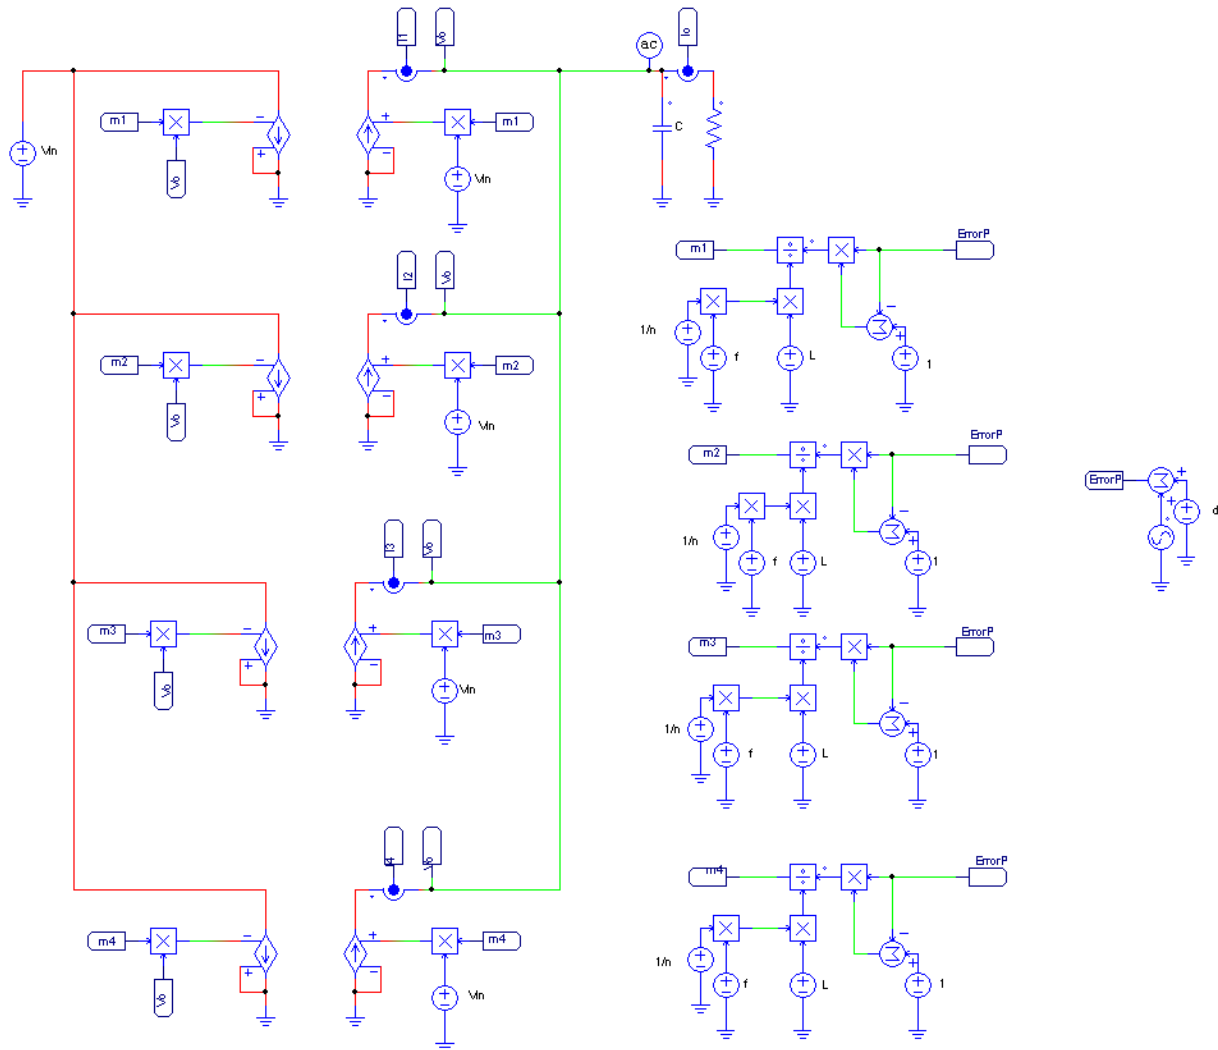 I1
Vo
ac
Io
Vin
m1
Vo
m1
Vin
C
I2
Vo
m2
Vo
m2
Vin
m1
ErrorP
1/n
f
L
1
m2
ErrorP
1/n
f
L
1
ErrorP
d
I3
Vo
m3
Vo
m3
Vin
m3
ErrorP
1/n
f
L
1
I4
Vo
m4
Vo
m4
Vin
m4
ErrorP
1/n
f
L
1